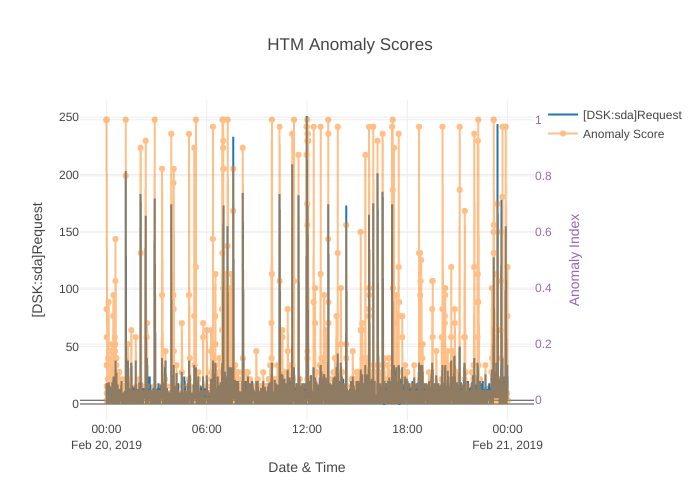 HTM Anomaly Scores
[DSK:sda]Request
Anomaly Score
250
200
150
100
50
0
1
0.8
0.6
0.4
0.2
0
[DSK:sda]Request
Anomaly Index
00:00
06:00
12:00
18:00
00:00
Feb 20, 2019
Feb 21, 2019
Date & Time